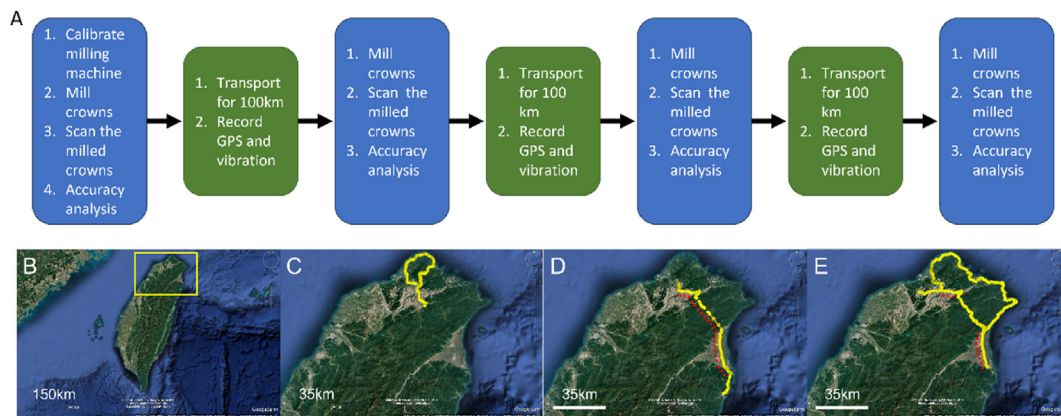 A
1. Calibrate
milling
machine
2. Mill
crowns
3. Scan the
milled
crowns
4. Accuracy
analysis
1. Transport
for 100km
2. Record
GPS and
vibration
1. Mill
crowns
2. Scan the
milled
crowns
3. Accuracy
analysis
1. Transport
for 100
km
2. Record
GPS and
vibration
1. Mill
crowns
2. Scan the
milled
crowns
3. Accuracy
analysis
1. Transport
for 100
km
2. Record
GPS and
vibration
1. Mill
crowns
2. Scan the
milled
crowns
3. Accuracy
analysis
B
150km
C
35km
D
35km
E
35km